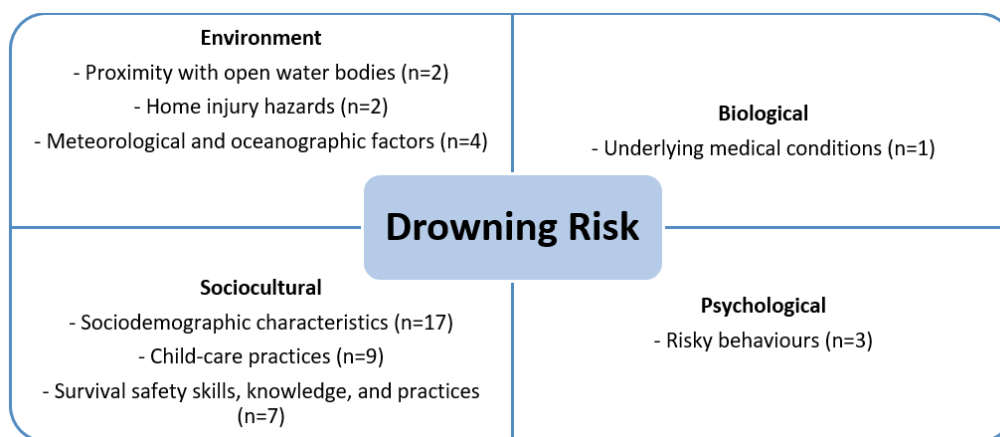 Environment
- Proximity with open water bodies (n=2)
- Home injury hazards (n=2)
- Meteorological and oceanographic factors (n=4)
Biological
- Underlying medical conditions (n=1)
Drowning Risk
Sociocultural
- Sociodemographic characteristics (n=17)
- Child-care practices (n=9)
- Survival safety skills, knowledge, and practices
(n=7)
Psychological
- Risky behaviours (n=3)